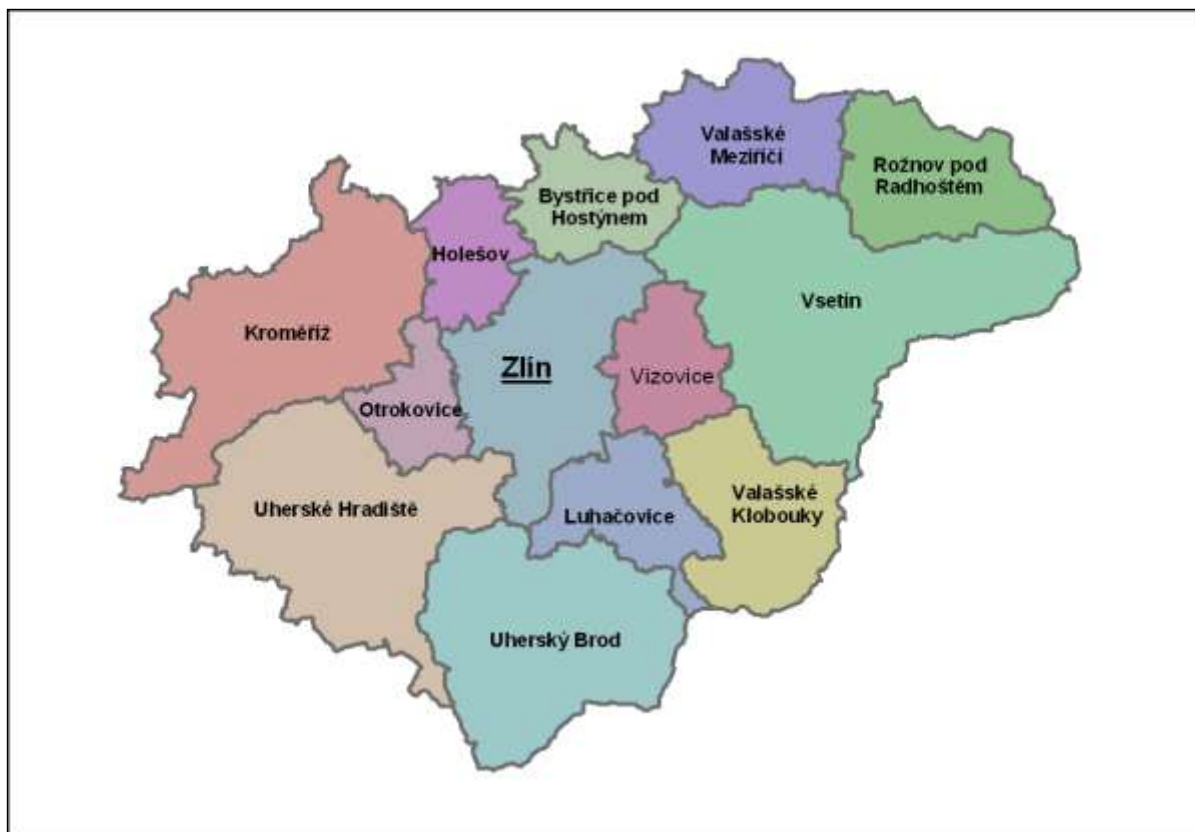 Valašské
Meziříčí
Rožnov pod
Radhoštěm
Bystřice pod
Hostýnem
Holešov
Vsetín
Kroměříž
Zlín
Vizovice
Otrokovice
Valašské
Klobouky
Uherské Hradiště
Luhačovice
Uherský Brod